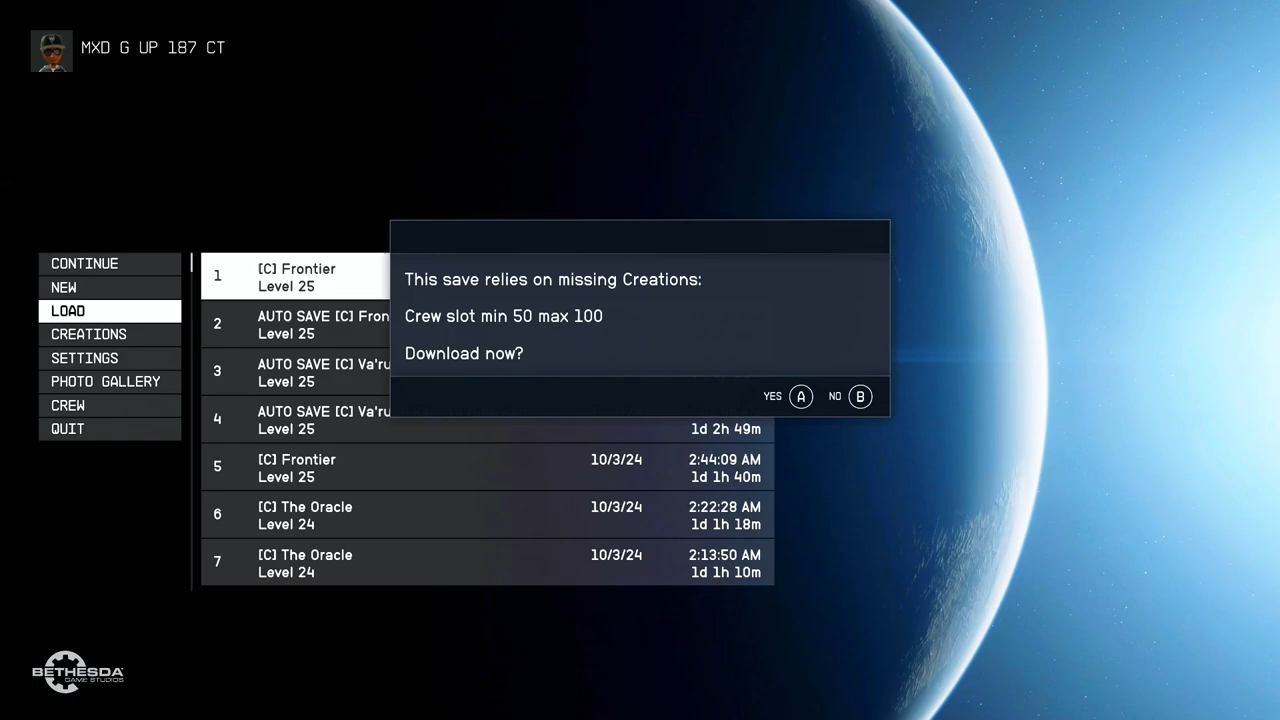 MXD G UP 187 CT
CONTINUE
NEW
LOAD
CREATIONS
SETTINGS
PHOTO GALLERY
CREW
QUIT
1 [C] Frontier
Level 25
2 AUTO SAVE [C] Fron
Level 25
3 AUTO SAVE [C] Va'ru
Level 25
4 AUTO SAVE [C] Va'ru
Level 25 1d 2h 49m
5 [C] Frontier 10/3/24 2:44:09 AM
Level 25 1d 1h 40m
6 [C] The Oracle 10/3/24 2:22:28 AM
Level 24 1d 1h 18m
7 [C] The Oracle 10/3/24 2:13:50 AM
Level 24 1d 1h 10m
This save relies on missing Creations:
Crew slot min 50 max 100
Download now?
YES A NO B
BETHESDA
GAME STUDIOS